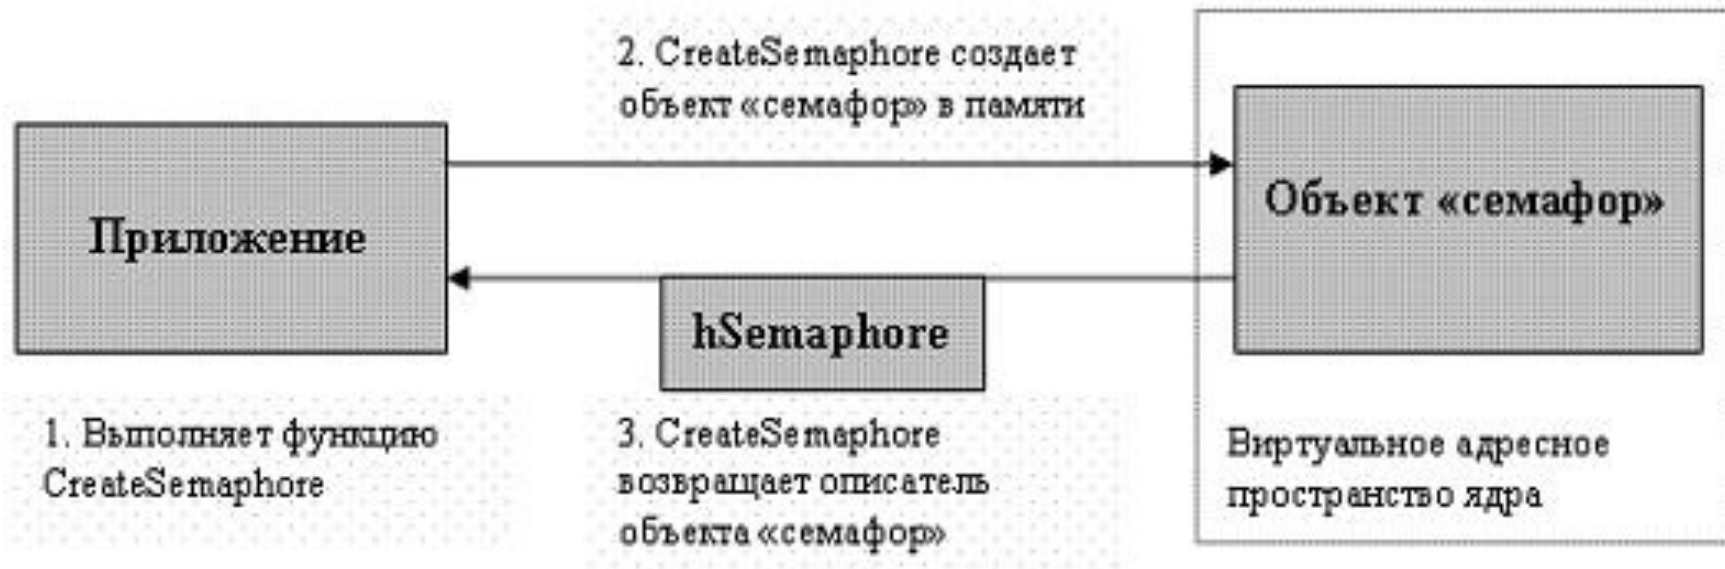 2. CreateSemaphore создает
объект «семафор» в памяти
Приложение
Объект «семафор»
hSemaphore
1. Выполняет функцию
CreateSemaphore
3. CreateSemaphore
возвращает описатель
объекта «семафор»
Виртуальное адресное
пространство ядра